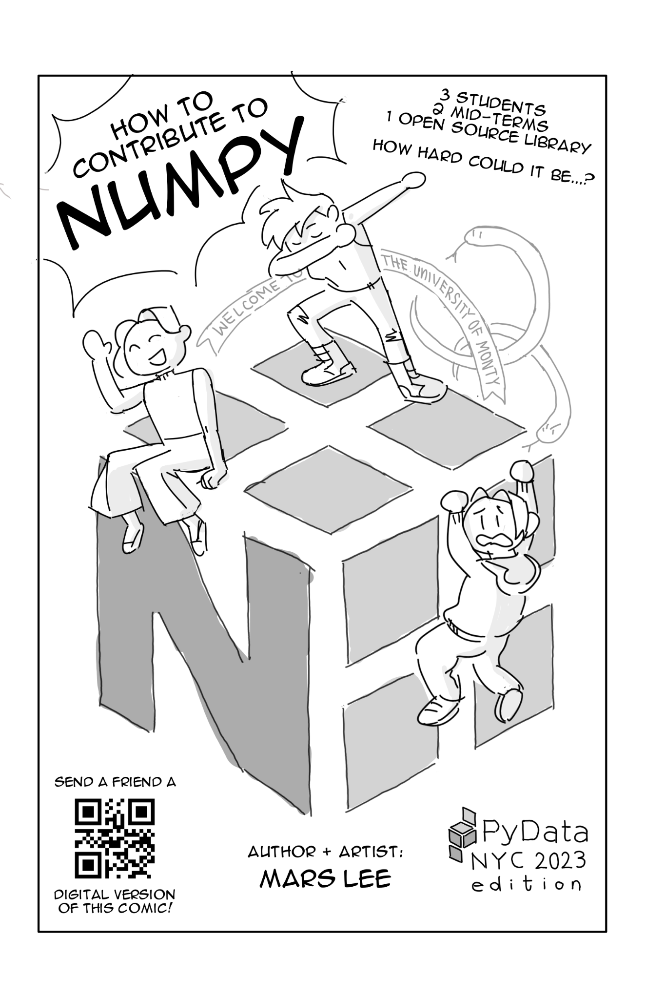 HOW TO
CONTRIBUTE TO
NUMPY
3 STUDENTS
2 MID-TERMS
1 OPEN SOURCE LIBRARY
HOW HARD COULD IT BE...?
WELCOME TO
THE UNIVERSITY OF MONTY
SEND A FRIEND A
DIGITAL VERSION
OF THIS COMIC!
AUTHOR + ARTIST:
MARS LEE
PyData
NYC 2023
edition